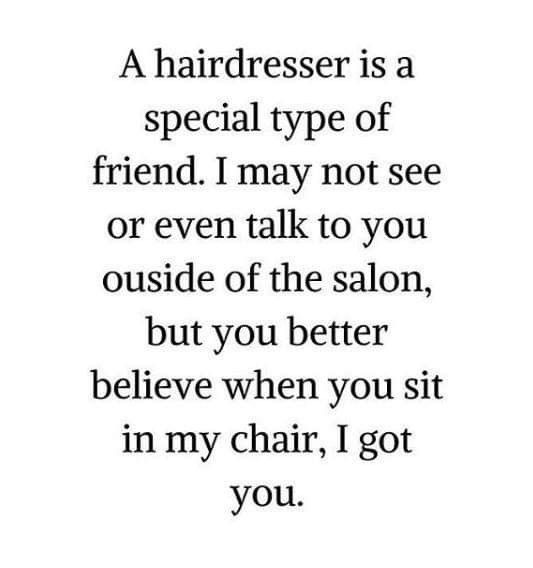 A hairdresser is a
special type of
friend. I may not see
or even talk to you
ouside of the salon,
but you better
believe when you sit
in my chair, I got
you.